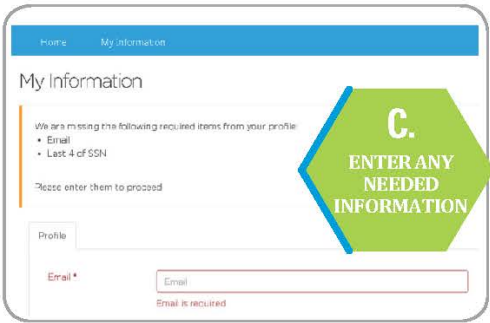 Home My Information
My Information
We are missing the following required items from your profile
• Email
• Last 4 of SSN
Please enter them to proceed
C.
ENTER ANY
NEEDED
INFORMATION
Profile
Email *
Email
Email is required